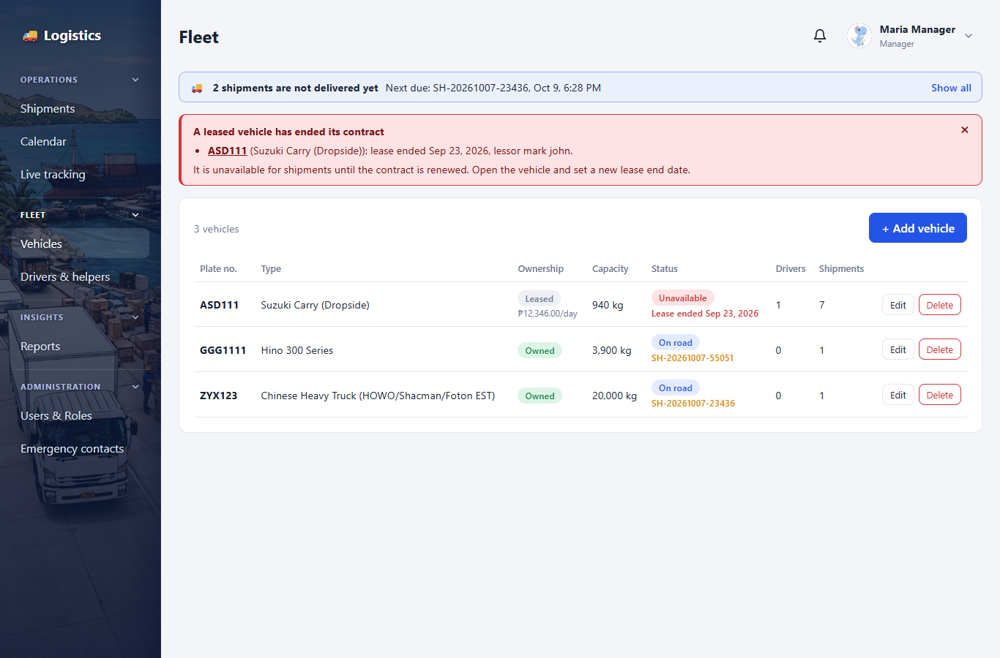 Logistics
OPERATIONS
Shipments
Calendar
Live tracking
FLEET
Vehicles
Drivers & helpers
INSIGHTS
Reports
ADMINISTRATION
Users & Roles
Emergency contacts
Fleet
Maria Manager
Manager
2 shipments are not delivered yet Next due: SH-20261007-23436, Oct 9, 6:28 PM Show all
A leased vehicle has ended its contract
• ASD111 (Suzuki Carry (Dropside)): lease ended Sep 23, 2026, lessor mark john.
It is unavailable for shipments until the contract is renewed. Open the vehicle and set a new lease end date.
3 vehicles + Add vehicle
Plate no. Type Ownership Capacity Status Drivers Shipments
ASD111 Suzuki Carry (Dropside) Leased ₱12,346.00/day 940 kg Unavailable Lease ended Sep 23, 2026 1 7 Edit Delete
GGG1111 Hino 300 Series Owned 3,900 kg On road SH-20261007-55051 0 1 Edit Delete
ZYX123 Chinese Heavy Truck (HOWO/Shacman/Foton EST) Owned 20,000 kg On road SH-20261007-23436 0 1 Edit Delete